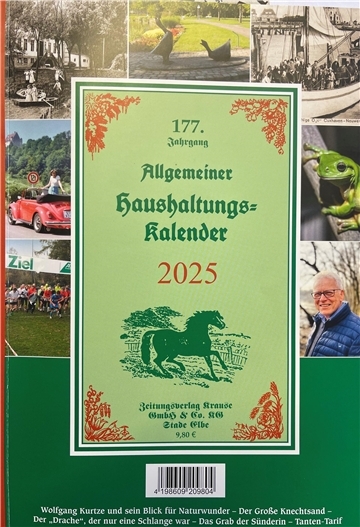 177.
Jahrgang
Allgemeiner
Haushaltungs=
Kalender
2025
Ziel
Zeitungsverlag Krause
GmbH & Co. KG
Stade Elbe
9,80 €
4 198609 209804
Wolfgang Kurtze und sein Blick für Naturwunder – Der Große Knechtsand –
Der „Drache“, der nur eine Schlange war – Das Grab der Sünderin – Tanten-Tarif